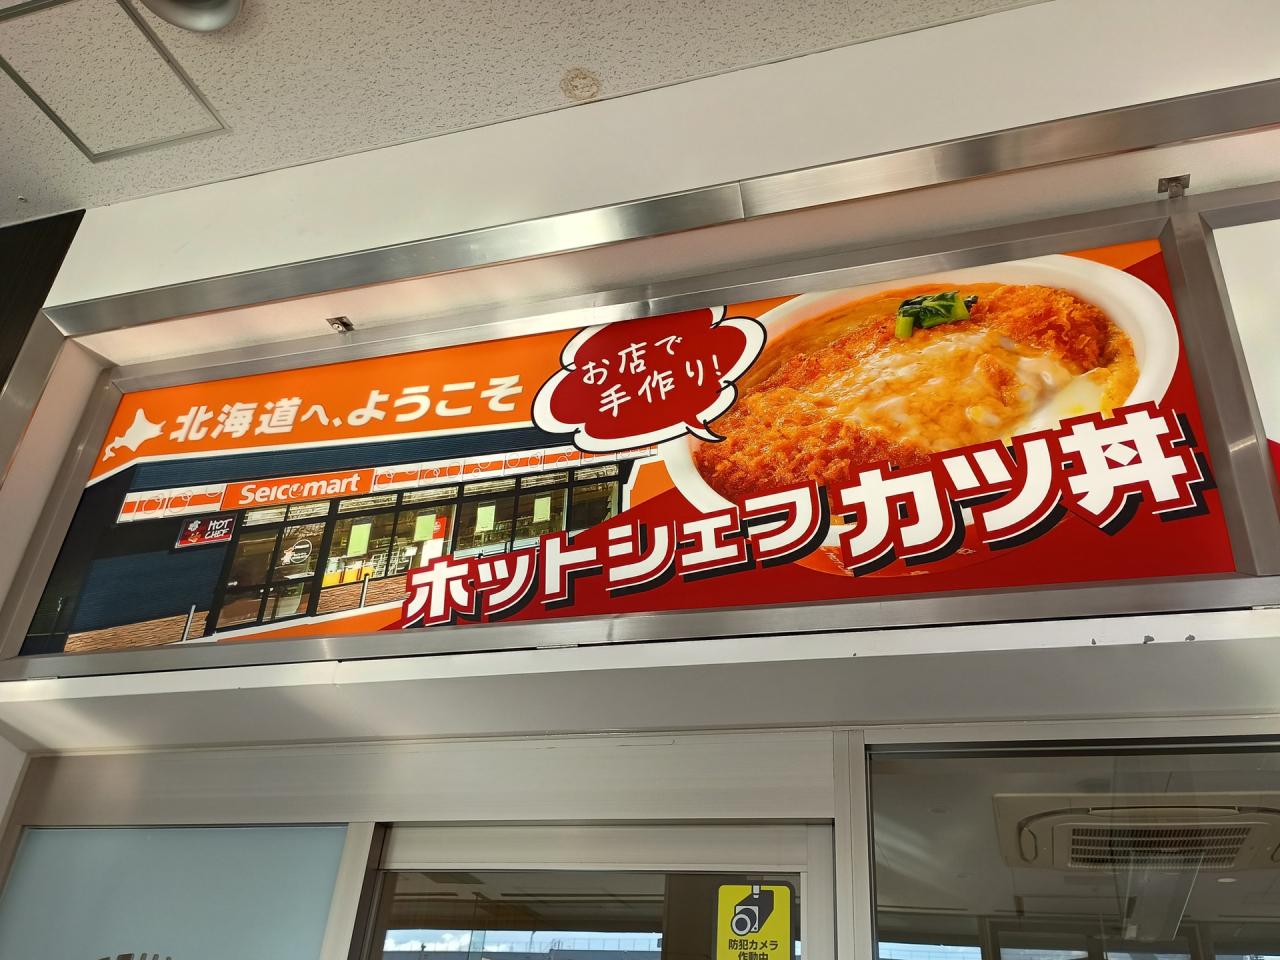 北海道へ、ようこそ
お店で
手作り!
Seicomart
HOT
CHEF
ホットシェフ カツ丼
防犯カメラ
作動中